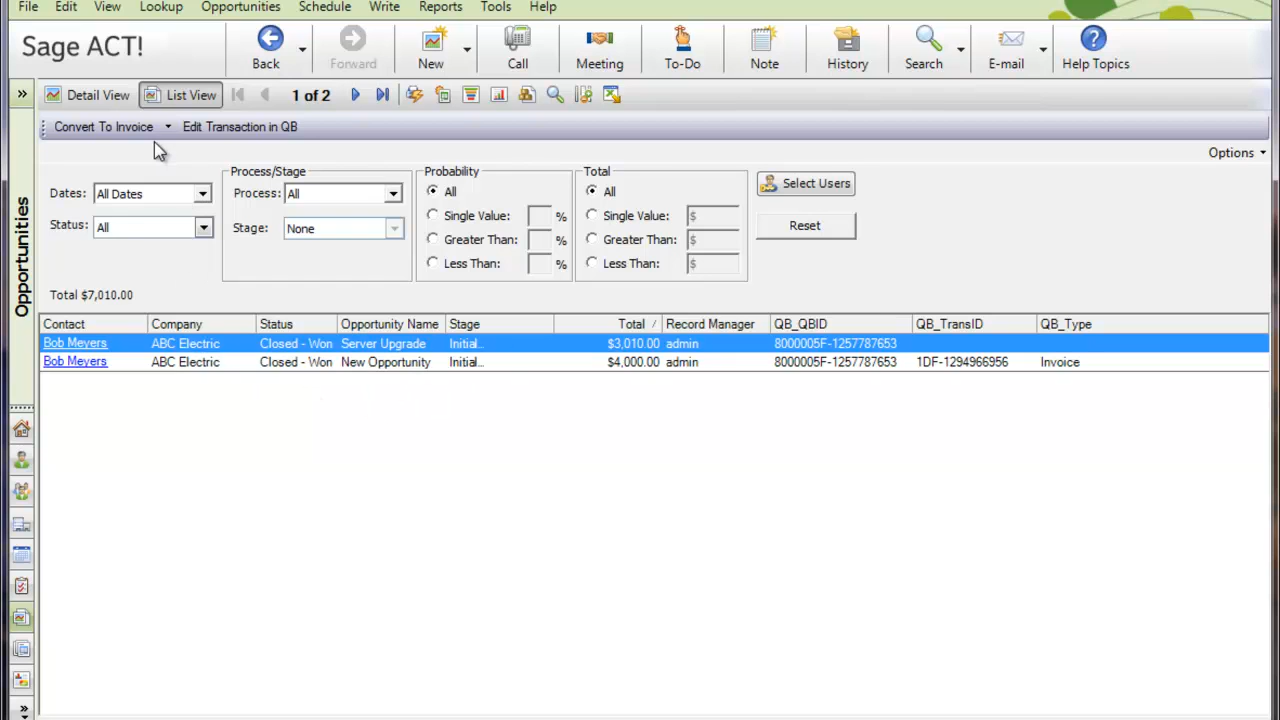 File Edit View Lookup Opportunities Schedule Write Reports Tools Help
Sage ACT!
Back Forward New Call Meeting To-Do Note History Search E-mail Help Topics
» Detail View List View 1 of 2
Convert To Invoice Edit Transaction in QB
Options
Process/Stage Probability Total
Dates: All Dates Process: All All All Select Users
Single Value: % Single Value: $
Status: All Stage: None Reset
Greater Than: % Greater Than: $
Less Than: % Less Than: $
Opportunities
Total $7,010.00
Contact Company Status Opportunity Name Stage Total Record Manager QB_QBID QB_TransID QB_Type
Bob Meyers ABC Electric Closed - Won Server Upgrade Initial... $3,010.00 admin 8000005F-1257787653
Bob Meyers ABC Electric Closed - Won New Opportunity Initial... $4,000.00 admin 8000005F-1257787653 1DF-1294966956 Invoice
»